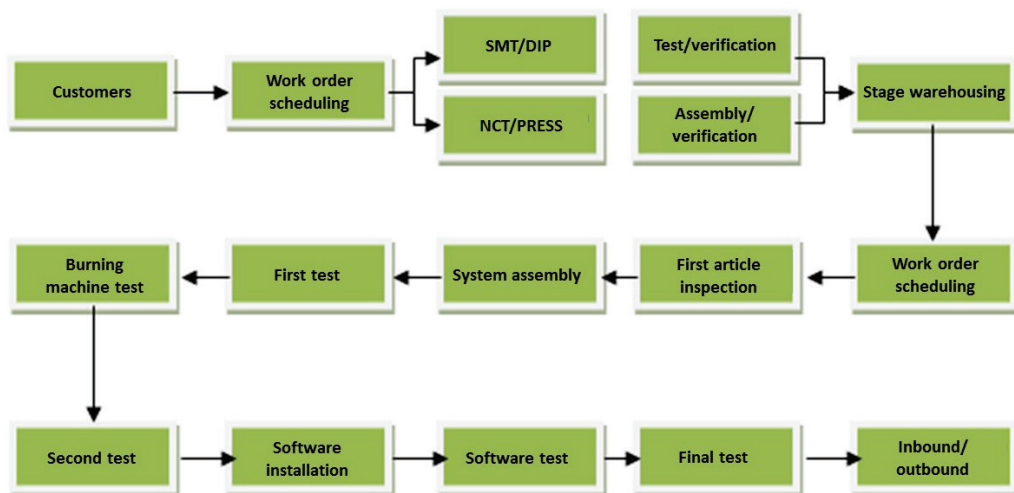 Customers
Work order
scheduling
SMT/DIP
NCT/PRESS
Test/verification
Assembly/
verification
Stage warehousing
Burning
machine test
First test
System assembly
First article
inspection
Work order
scheduling
Second test
Software
installation
Software test
Final test
Inbound/
outbound